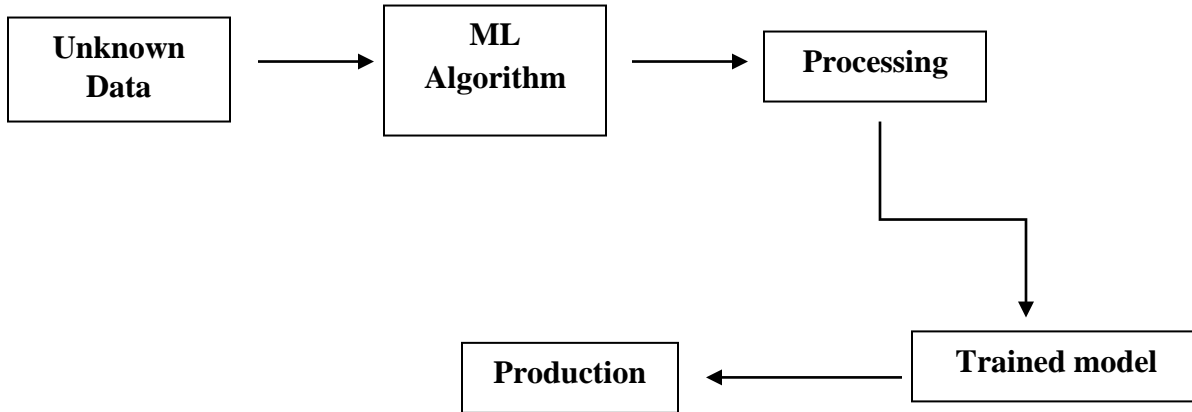 Unknown
Data
ML
Algorithm
Processing
Trained model
Production